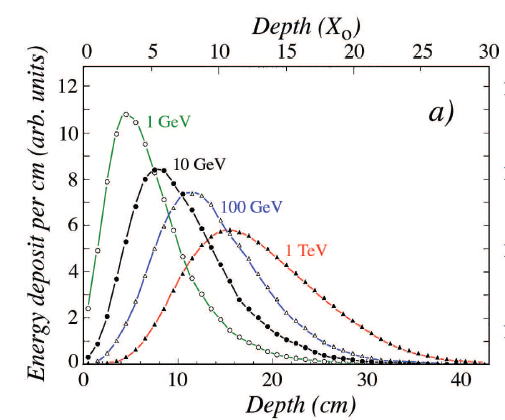 Depth (X₀)
0 5 10 15 20 25 30
Energy deposit per cm (arb. units)
12
10
8
6
4
2
0
a)
1 GeV
10 GeV
100 GeV
1 TeV
0 10 20 30 40
Depth (cm)